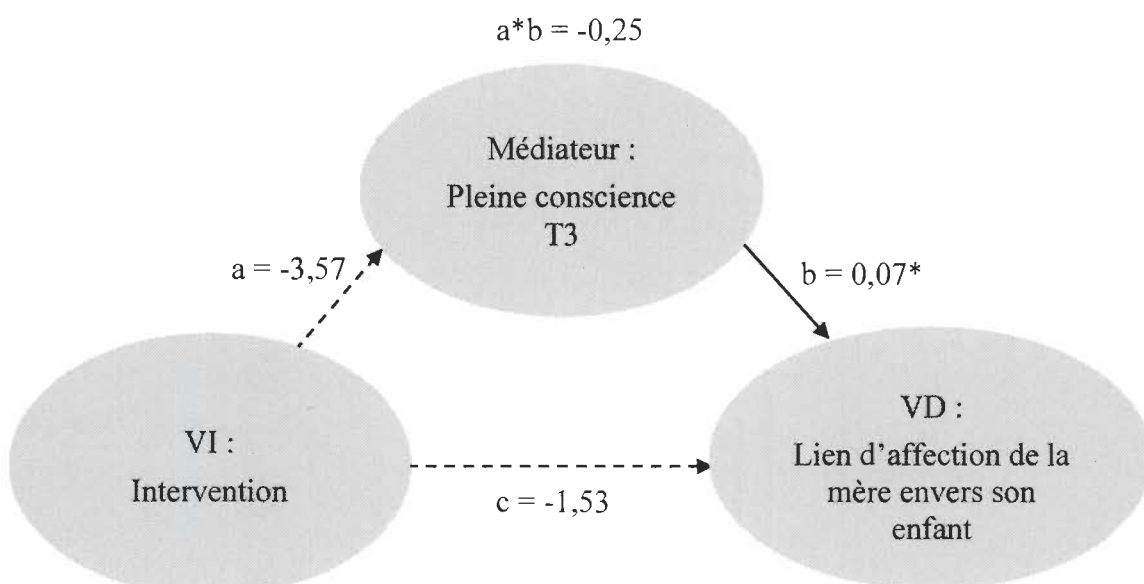 a*b = -0,25
Médiateur :
Pleine conscience
T3
a = -3,57
b = 0,07*
VI :
Intervention
c = -1,53
VD :
Lien d’affection de la
mère envers son
enfant